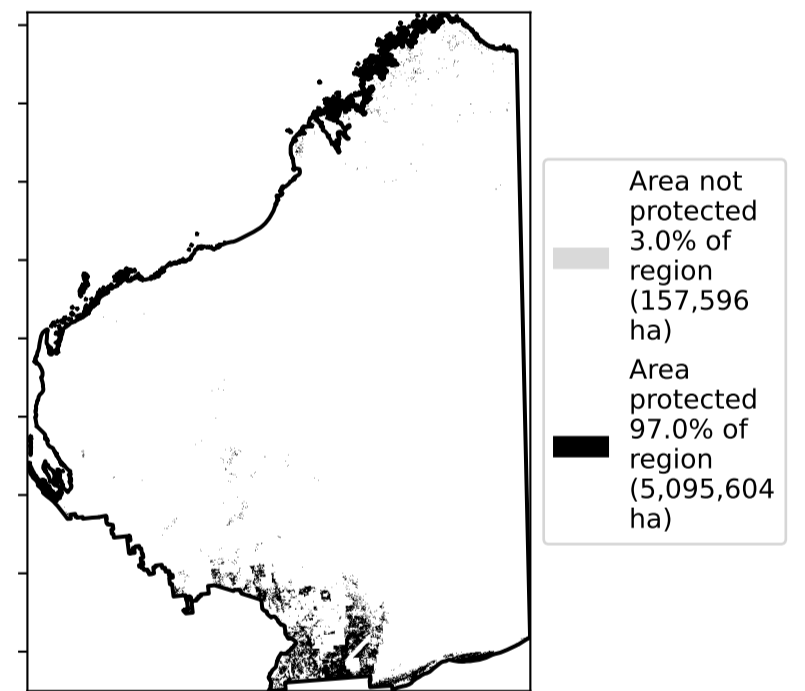 Area not
protected
3.0% of
region
(157,596
ha)
Area
protected
97.0% of
region
(5,095,604
ha)